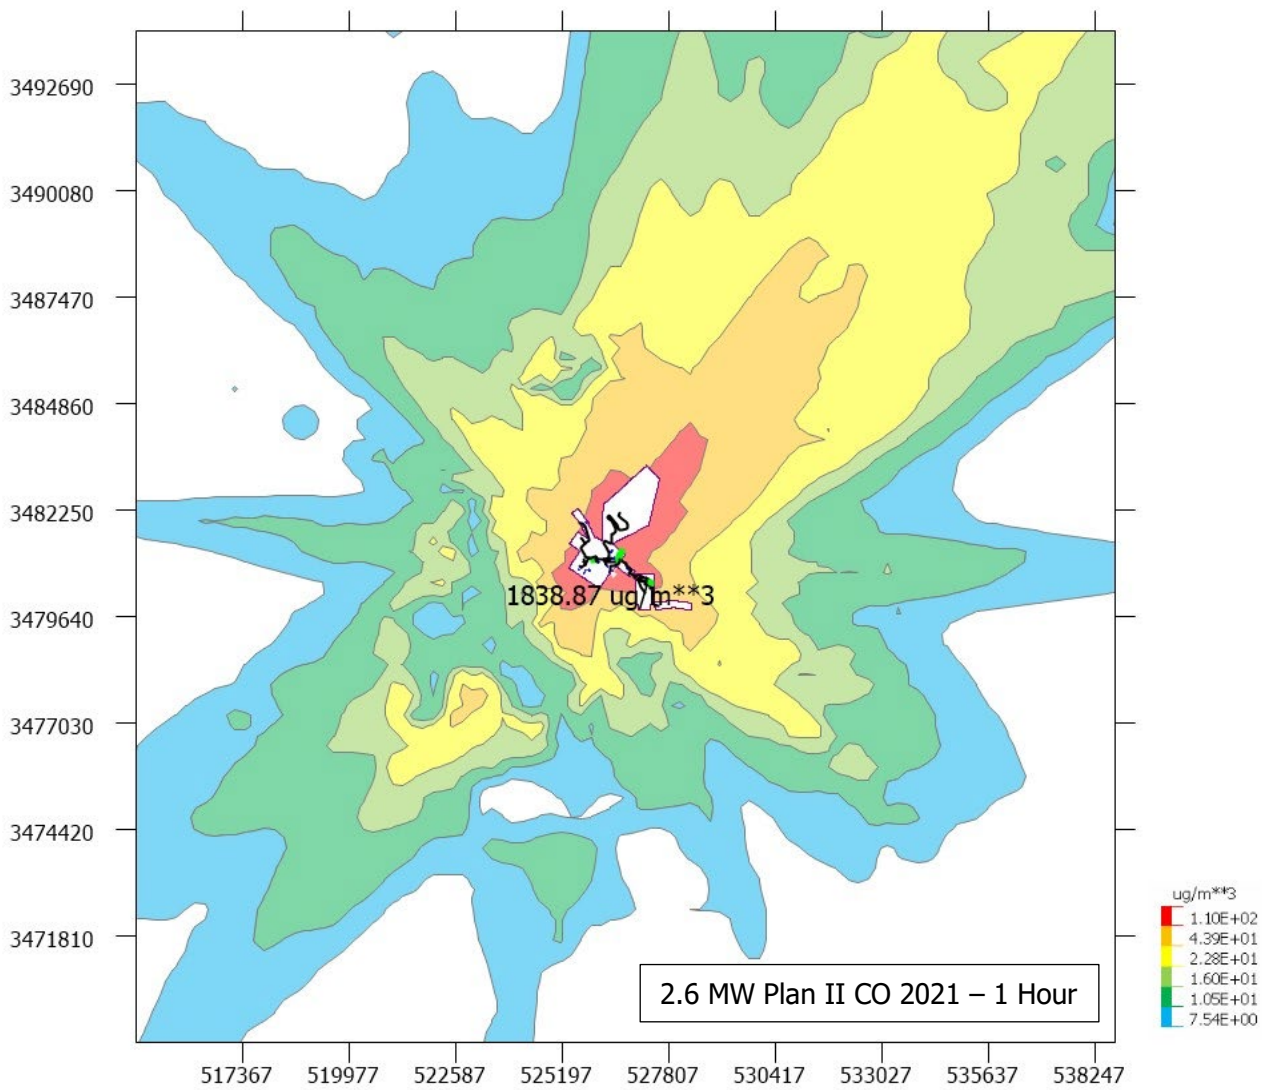 3492690
3490080
3487470
3484860
3482250
3479640
3477030
3474420
3471810
1838.87 ug/m**3
2.6 MW Plan II CO 2021 – 1 Hour
ug/m**3
1.10E+02
4.39E+01
2.28E+01
1.60E+01
1.05E+01
7.54E+00
517367 519977 522587 525197 527807 530417 533027 535637 538247